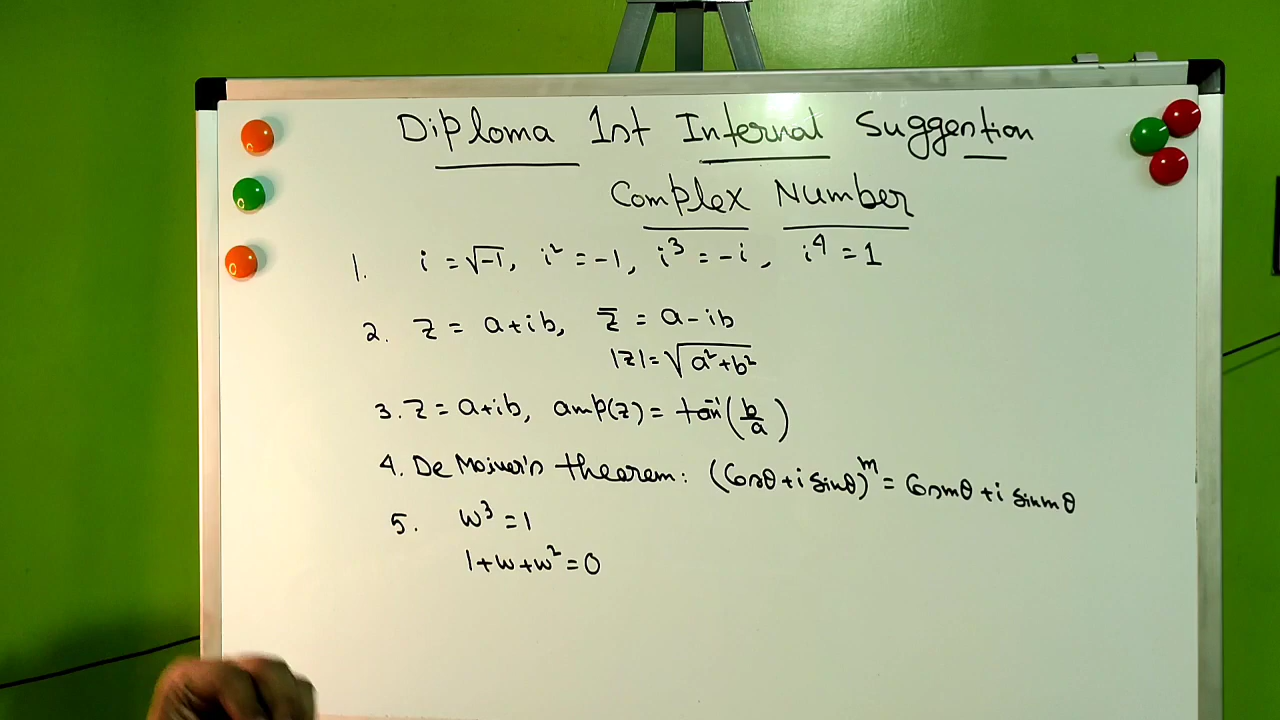 Diploma 1st Internal Suggestion
Complex Number
1. i = √-1, i² = -1, i³ = -i, i⁴ = 1
2. z = a+ib, z̅ = a-ib
|z| = √a²+b²
3. z = a+ib, amp(z) = tan⁻¹(b/a)
4. De Moiver's theorem: (Cosθ+i sinθ)ᵐ = Cosmθ+i sinmθ
5. w³ = 1
1+w+w² = 0